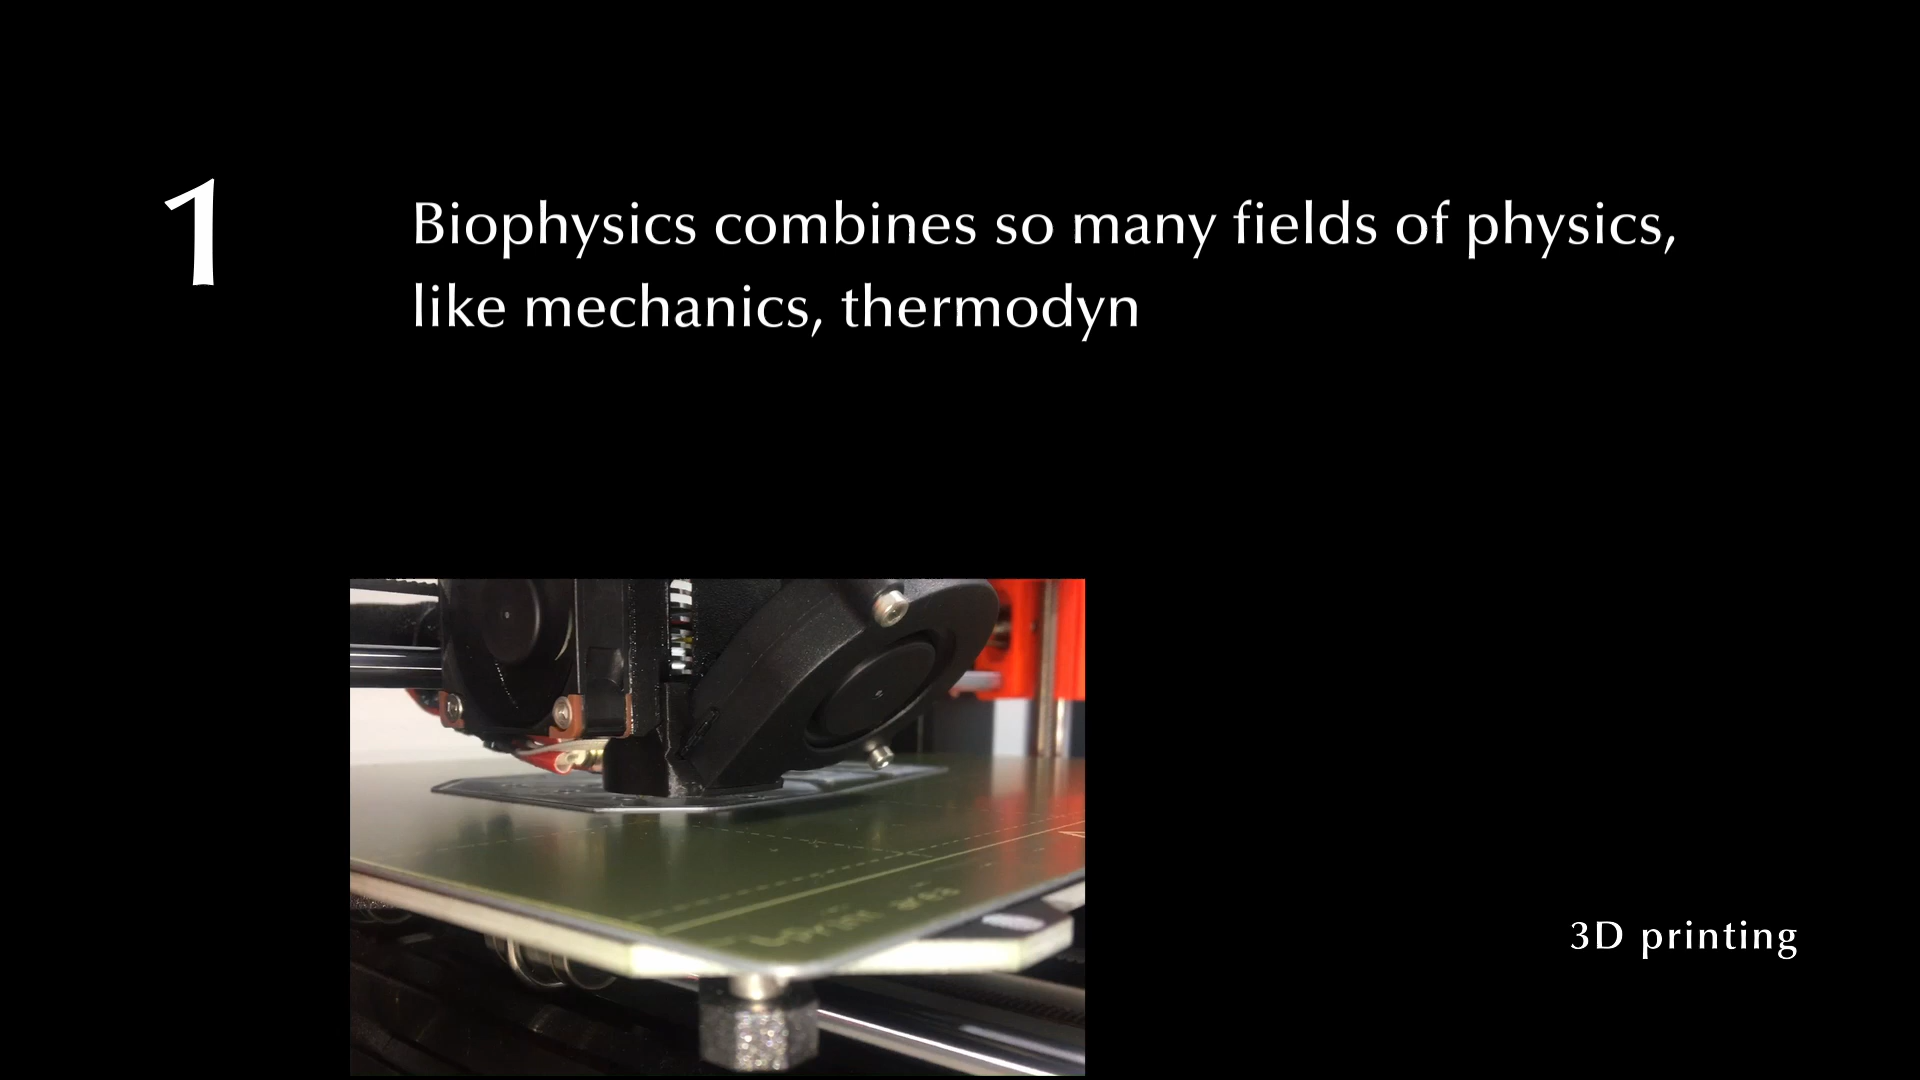 1
Biophysics combines so many fields of physics,
like mechanics, thermodyn
3D printing